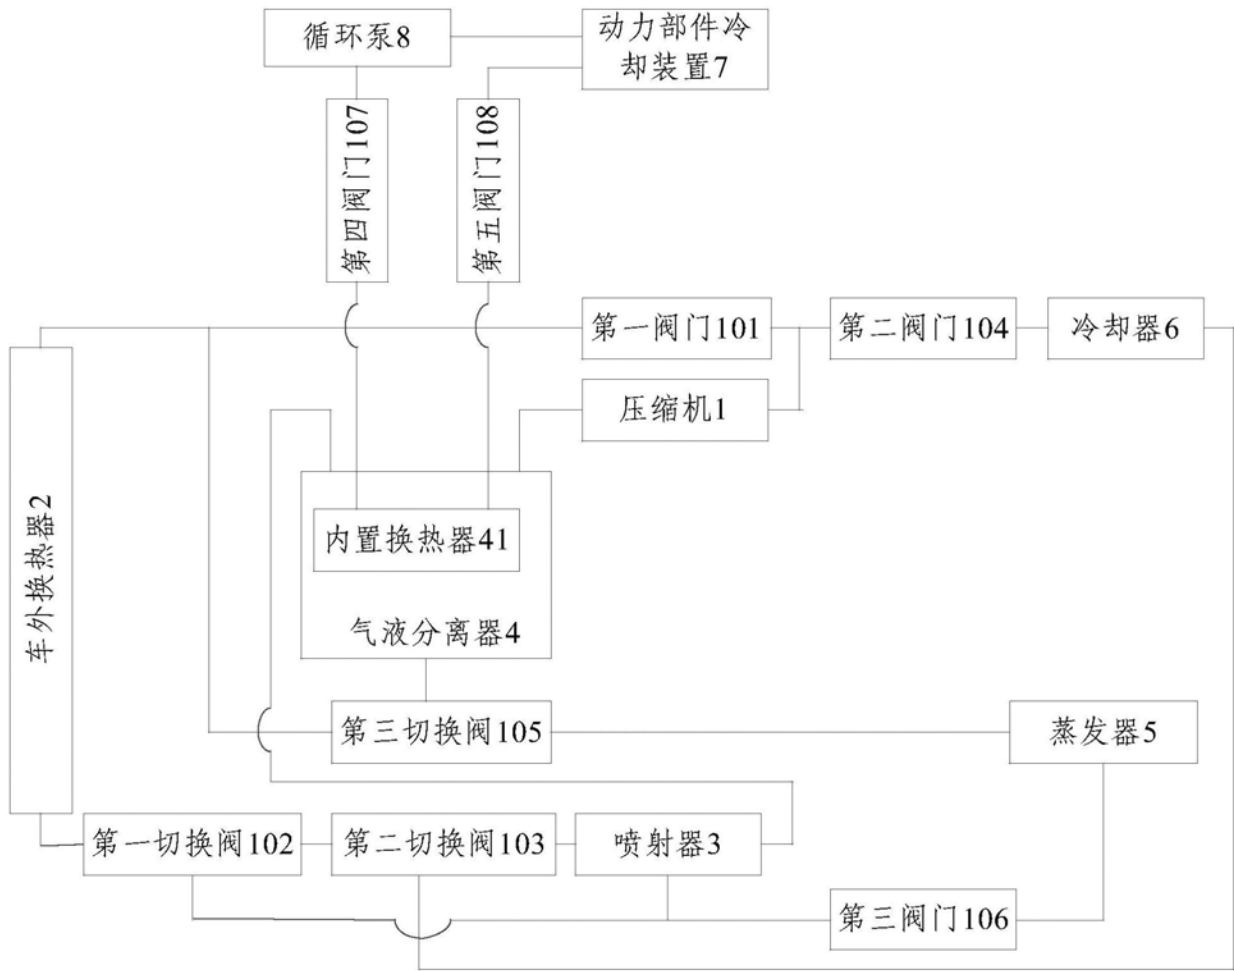 循环泵8
动力部件冷
却装置7
第四阀门107
第五阀门108
第一阀门101
第二阀门104
冷却器6
压缩机1
车外换热器2
内置换热器41
气液分离器4
第三切换阀105
蒸发器5
第一切换阀102
第二切换阀103
喷射器3
第三阀门106